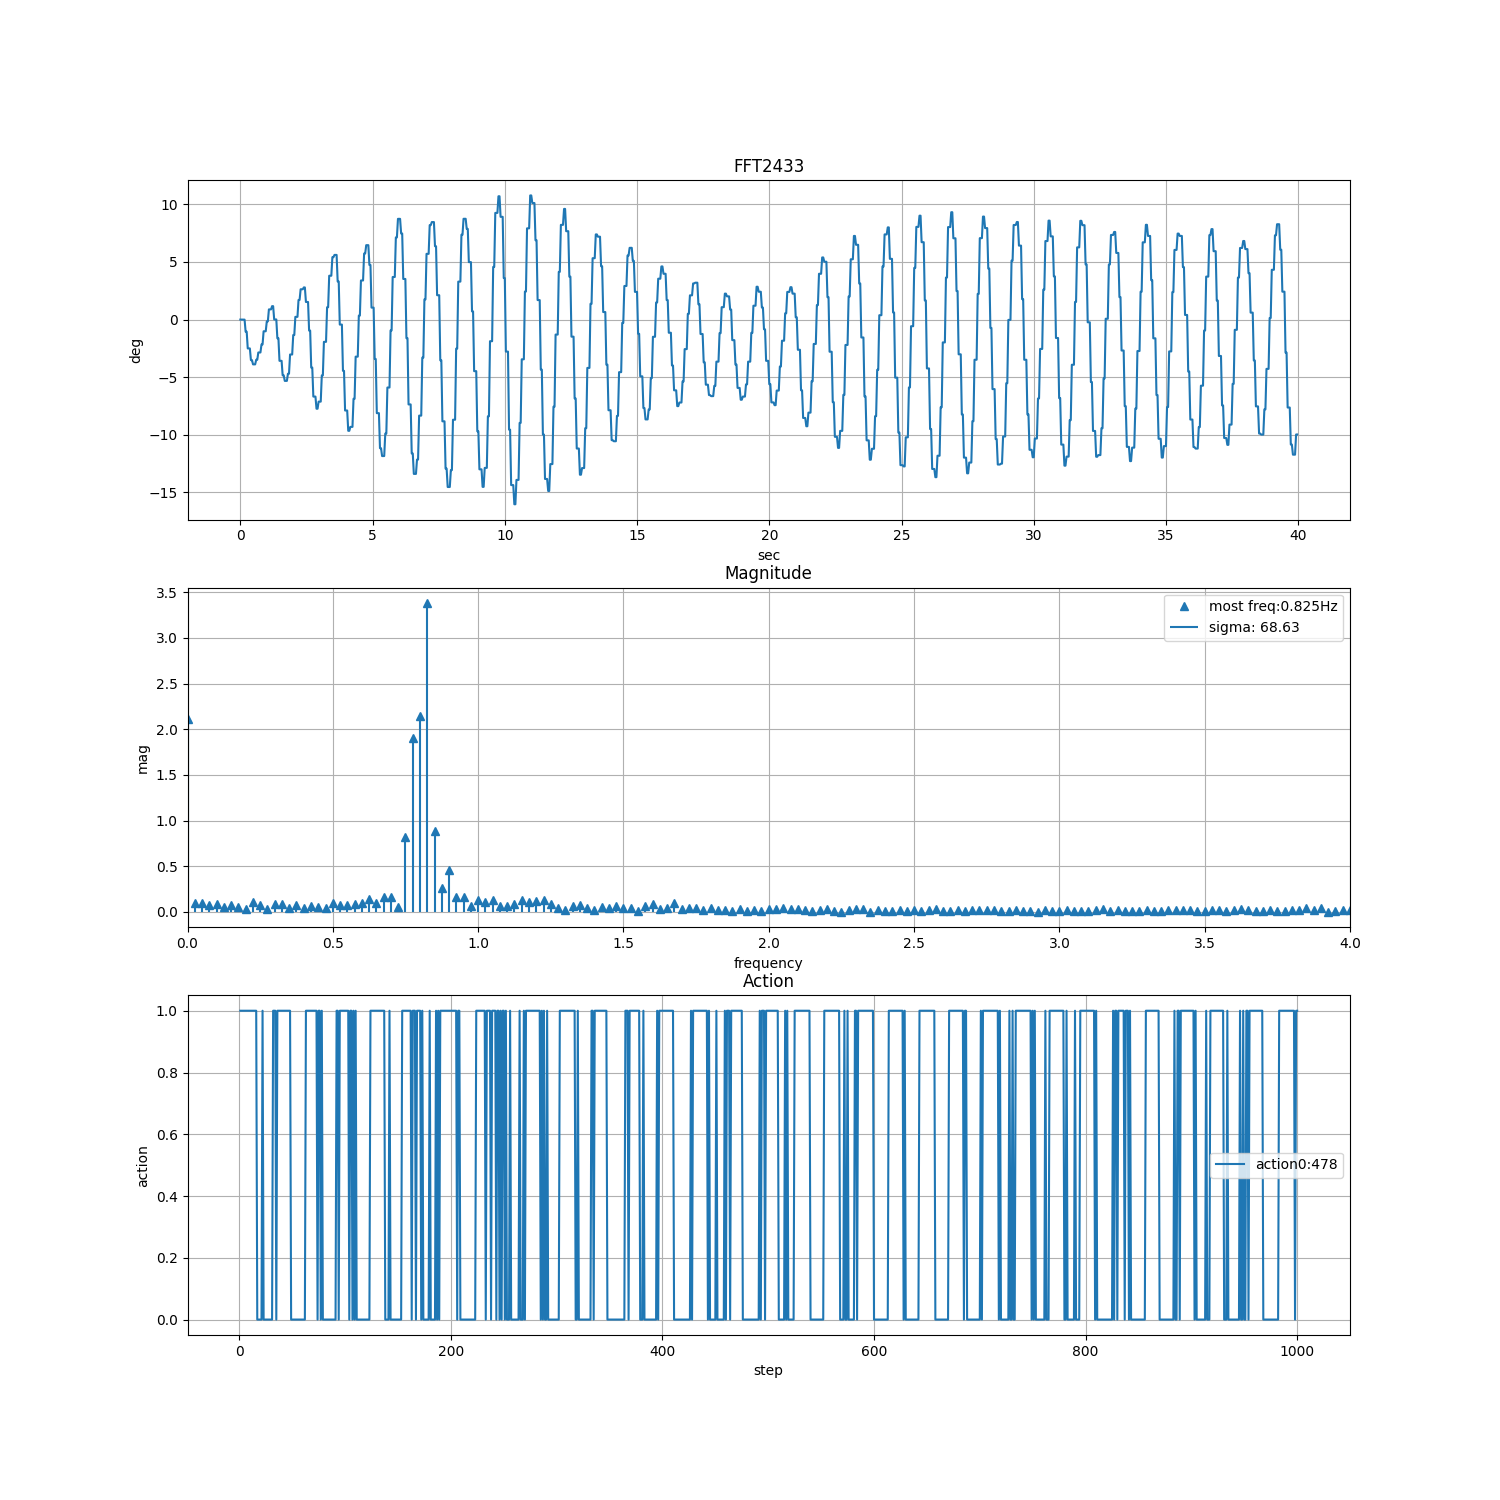 FFT2433
10
5
0
−5
−10
−15
deg
0 5 10 15 20 25 30 35 40
sec
Magnitude
3.5
3.0
2.5
2.0
1.5
1.0
0.5
0.0
mag
most freq:0.825Hz
sigma: 68.63
0.0 0.5 1.0 1.5 2.0 2.5 3.0 3.5 4.0
frequency
Action
1.0
0.8
0.6
0.4
0.2
0.0
action
action0:478
0 200 400 600 800 1000
step